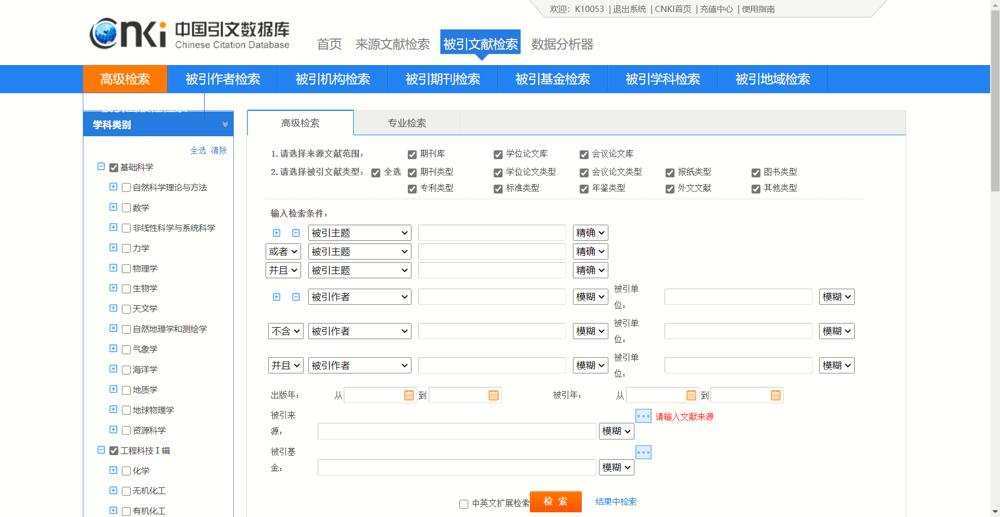 欢迎：K10053 | 退出系统 | CNKI首页 | 充值中心 | 使用指南
Cnki 中国引文数据库
Chinese Citation Database
首页 来源文献检索 被引文献检索 数据分析器
高级检索 被引作者检索 被引机构检索 被引期刊检索 被引基金检索 被引学科检索 被引地域检索
学科类别
全选 清除
基础科学
自然科学理论与方法
数学
非线性科学与系统科学
力学
物理学
生物学
天文学
自然地理学和测绘学
气象学
海洋学
地质学
地球物理学
资源科学
工程科技Ⅰ辑
化学
无机化工
有机化工
高级检索 专业检索
1.请选择来源文献范围： 期刊库 学位论文库 会议论文库
2.请选择被引文献类型： 全选 期刊类型 学位论文类型 会议论文类型 报纸类型 图书类型
专利类型 标准类型 年鉴类型 外文文献 其他类型
输入检索条件：
被引主题 精确
或者 被引主题 精确
并且 被引主题 精确
被引作者 模糊 被引单位： 模糊
不含 被引作者 模糊 被引单位： 模糊
并且 被引作者 模糊 被引单位： 模糊
出版年： 从 到 被引年： 从 到
被引来源： 模糊 请输入文献来源
被引基金： 模糊
中英文扩展检索 检 索 结果中检索